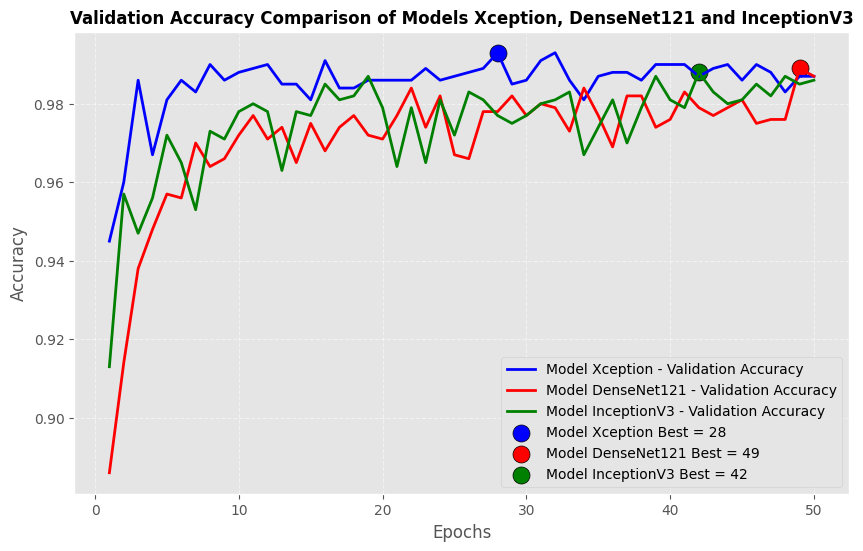 Validation Accuracy Comparison of Models Xception, DenseNet121 and InceptionV3
Accuracy
0.98
0.96
0.94
0.92
0.90
Model Xception - Validation Accuracy
Model DenseNet121 - Validation Accuracy
Model InceptionV3 - Validation Accuracy
Model Xception Best = 28
Model DenseNet121 Best = 49
Model InceptionV3 Best = 42
0 10 20 30 40 50
Epochs